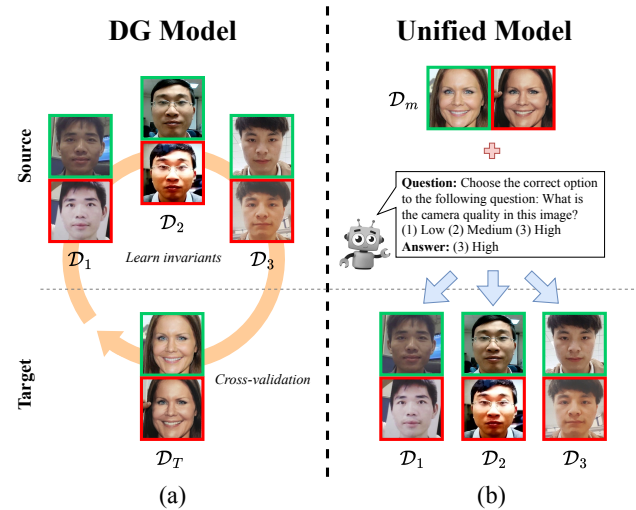 DG Model
Unified Model
Source
Target
𝒟₁
𝒟₂
𝒟₃
Learn invariants
Cross-validation
𝒟_T
(a)
𝒟_m
Question: Choose the correct option
to the following question: What is
the camera quality in this image?
(1) Low (2) Medium (3) High
Answer: (3) High
𝒟₁
𝒟₂
𝒟₃
(b)